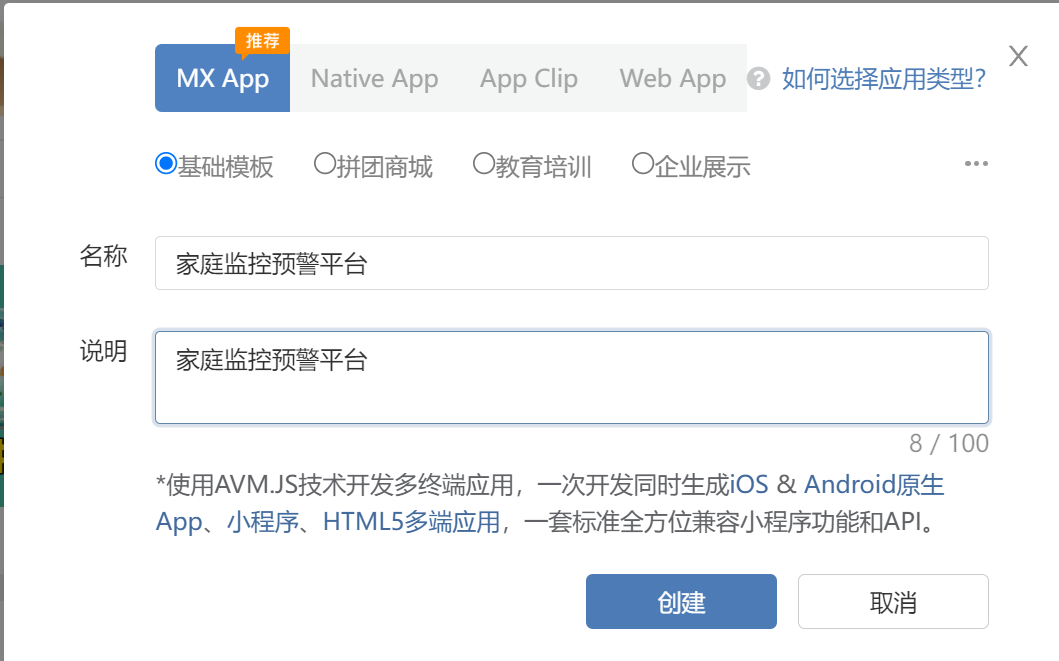 推荐
MX App Native App App Clip Web App ? 如何选择应用类型?
X
基础模板 拼团商城 教育培训 企业展示 •••
名称 家庭监控预警平台
说明 家庭监控预警平台
8 / 100
*使用AVM.JS技术开发多终端应用，一次开发同时生成iOS & Android原生
App、小程序、HTML5多端应用，一套标准全方位兼容小程序功能和API。
创建 取消